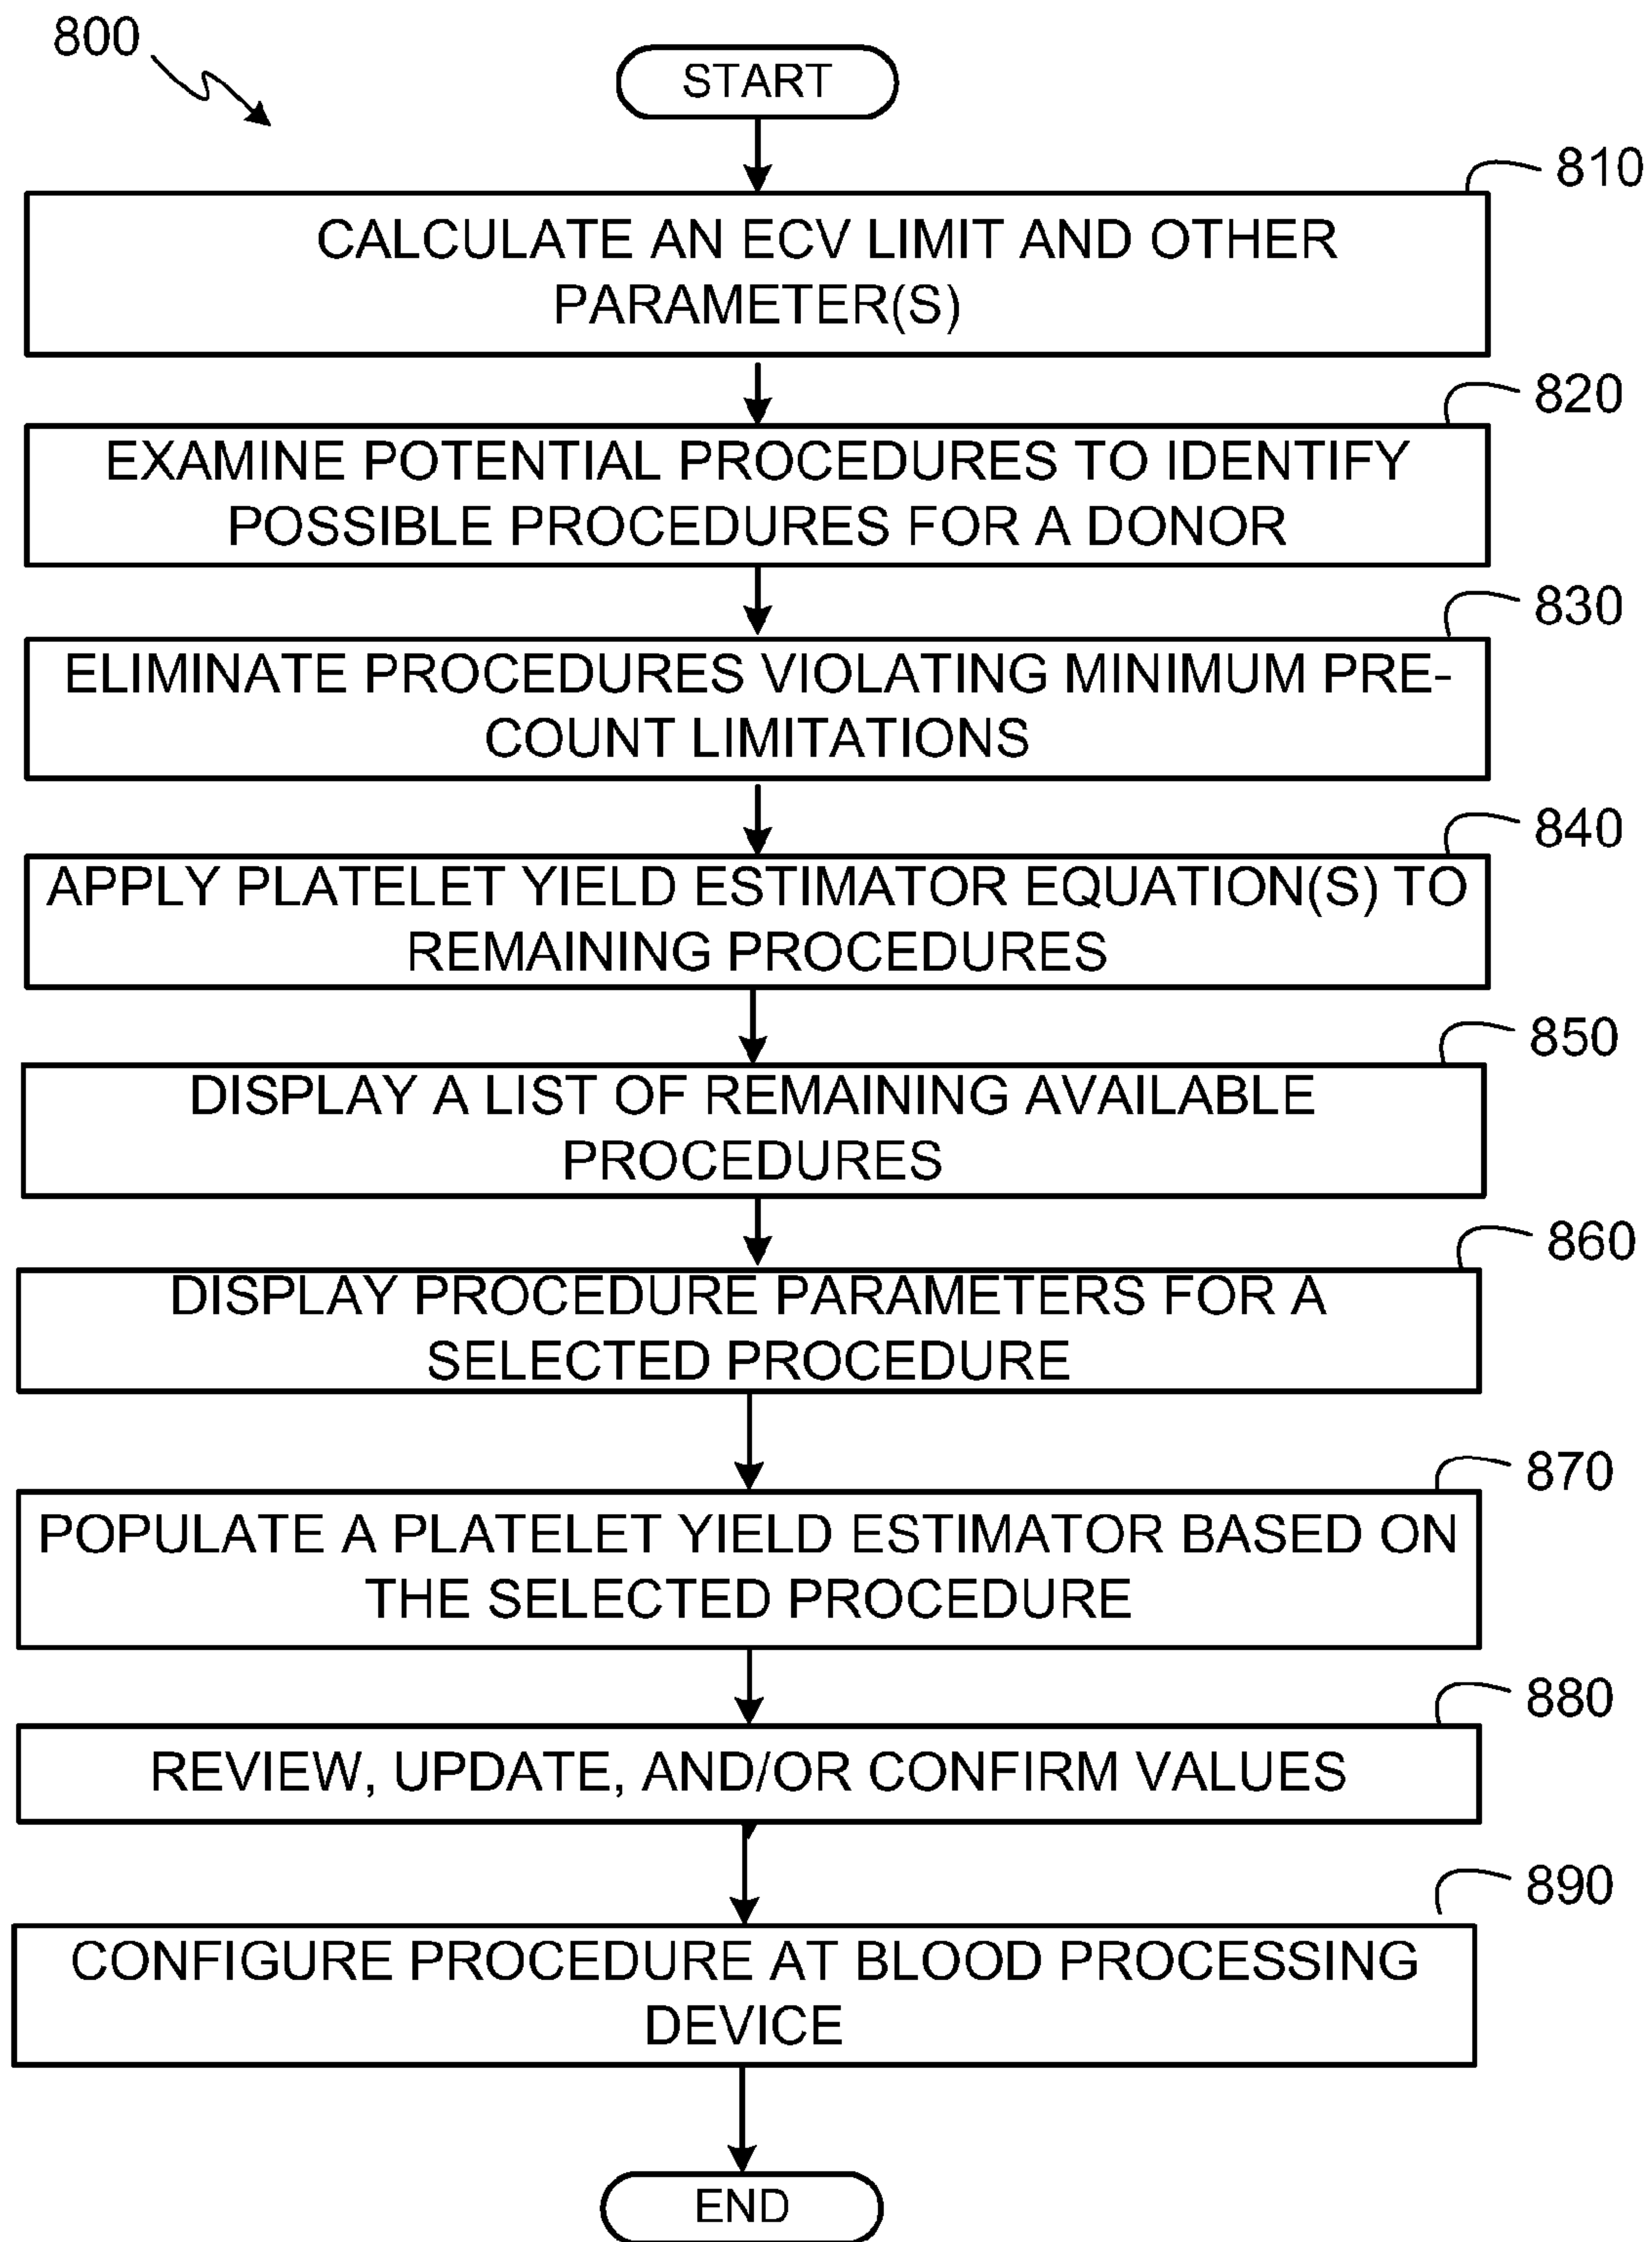 800
START
810
CALCULATE AN ECV LIMIT AND OTHER
PARAMETER(S)
820
EXAMINE POTENTIAL PROCEDURES TO IDENTIFY
POSSIBLE PROCEDURES FOR A DONOR
830
ELIMINATE PROCEDURES VIOLATING MINIMUM PRE-
COUNT LIMITATIONS
840
APPLY PLATELET YIELD ESTIMATOR EQUATION(S) TO
REMAINING PROCEDURES
850
DISPLAY A LIST OF REMAINING AVAILABLE
PROCEDURES
860
DISPLAY PROCEDURE PARAMETERS FOR A
SELECTED PROCEDURE
870
POPULATE A PLATELET YIELD ESTIMATOR BASED ON
THE SELECTED PROCEDURE
880
REVIEW, UPDATE, AND/OR CONFIRM VALUES
890
CONFIGURE PROCEDURE AT BLOOD PROCESSING
DEVICE
END